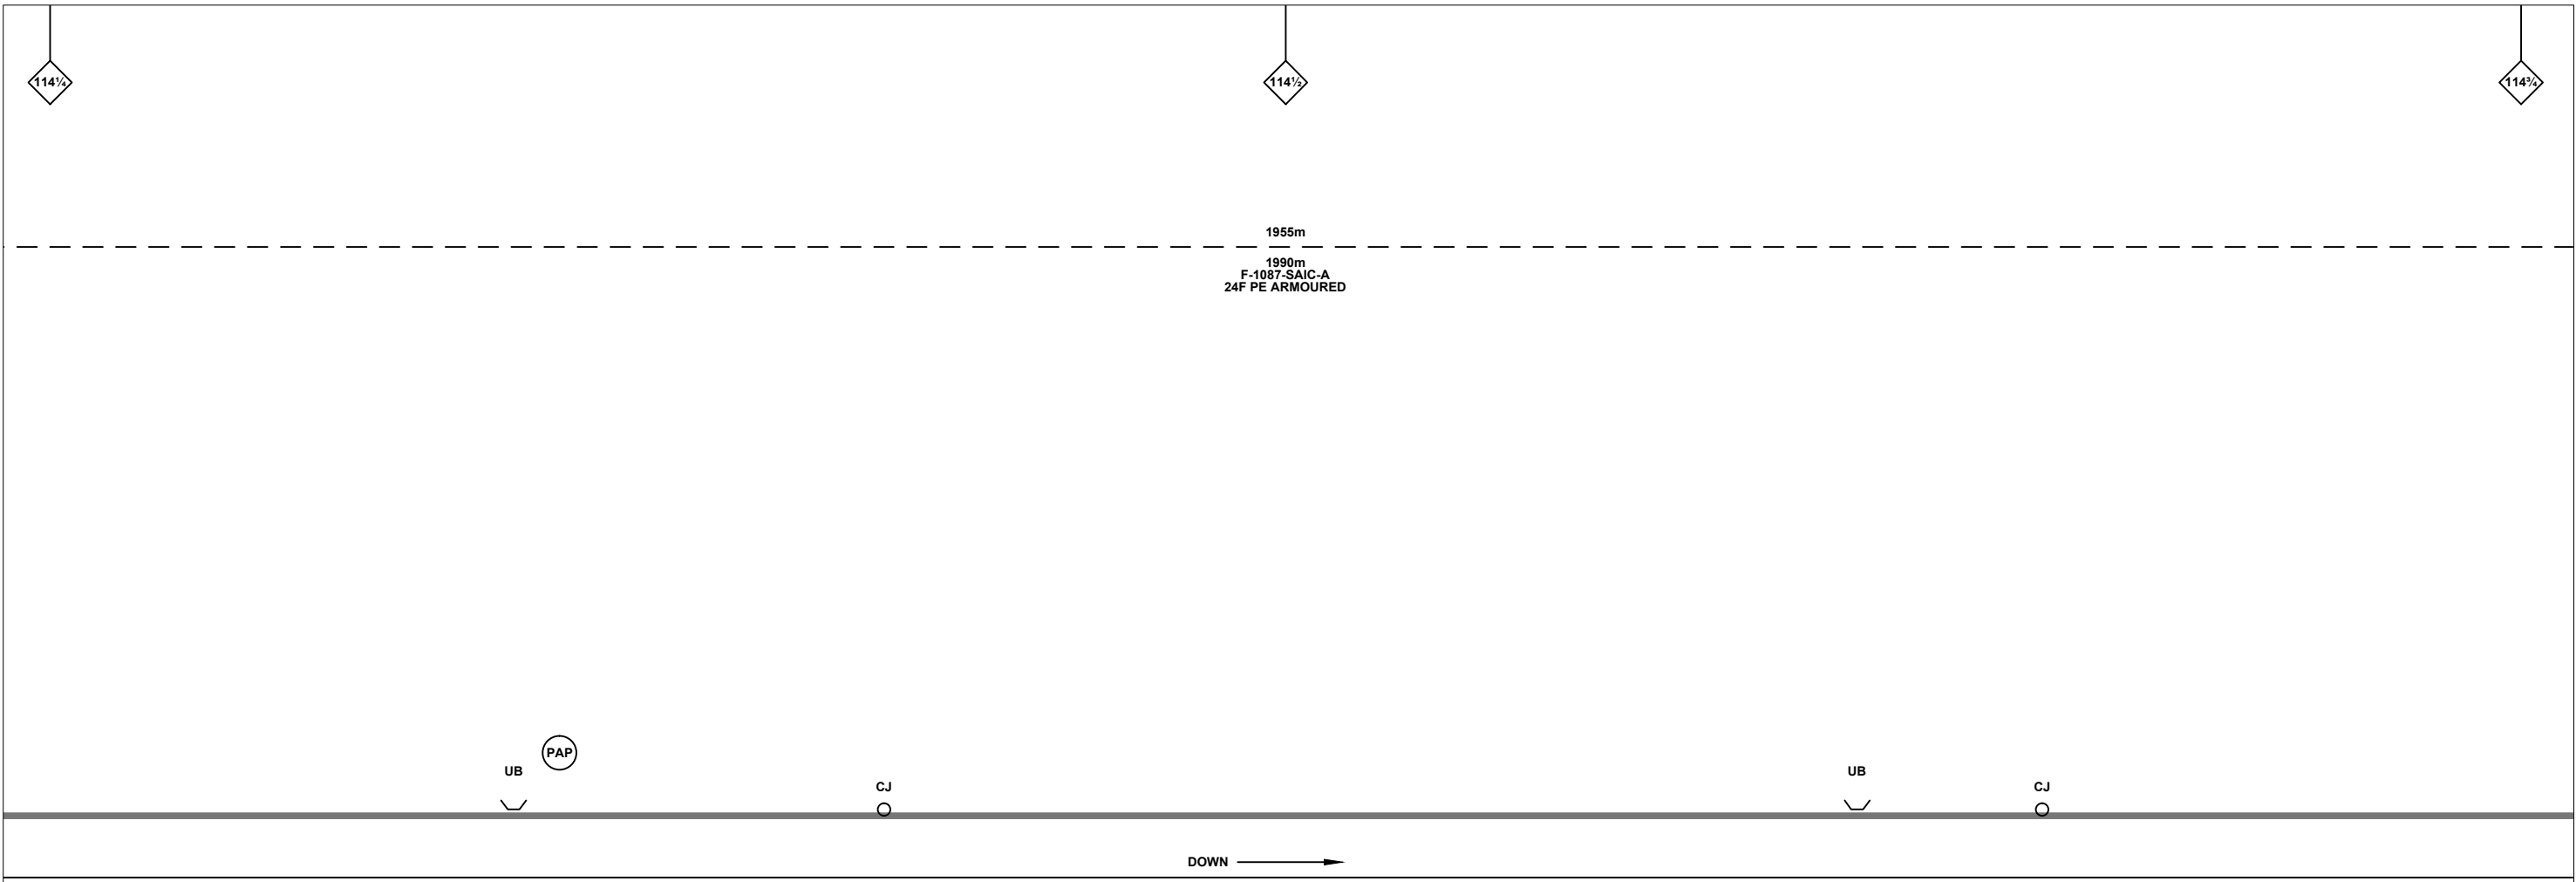 114¼
114½
114¾
1955m
1990m
F-1087-SAIC-A
24F PE ARMOURED
PAP
UB
UB
CJ
CJ
DOWN